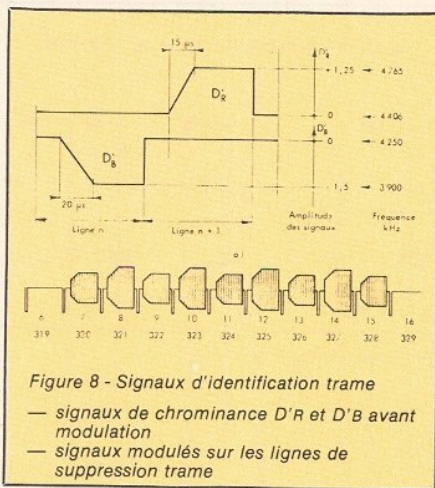 15 µs
D'R
+ 1,25 4.765
D'R
0 4.406
D'B
0 4.250
D'B
1,5 3.900
20 µs
Ligne n Ligne n + 1
Amplitude Fréquence
des signaux kHz
a)
6 7 8 9 10 11 12 13 14 15 16
319 320 321 322 323 324 325 326 327 328 329
Figure 8 - Signaux d'identification trame
— signaux de chrominance D'R et D'B avant
modulation
— signaux modulés sur les lignes de
suppression trame